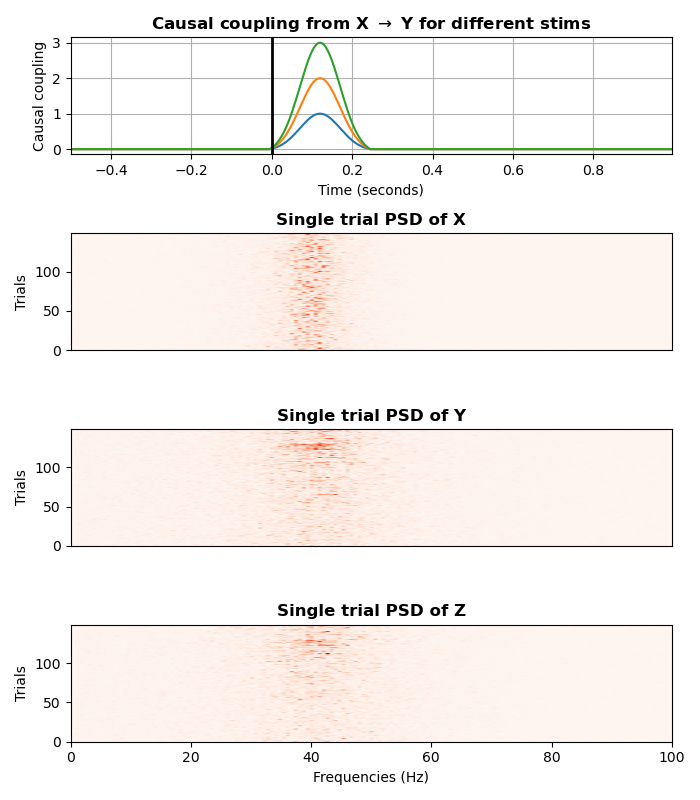 Causal coupling from X → Y for different stims
Causal coupling
3
2
1
0
−0.4 −0.2 0.0 0.2 0.4 0.6 0.8
Time (seconds)
Single trial PSD of X
Trials
100
50
0
Single trial PSD of Y
Trials
100
50
0
Single trial PSD of Z
Trials
100
50
0
0 20 40 60 80 100
Frequencies (Hz)